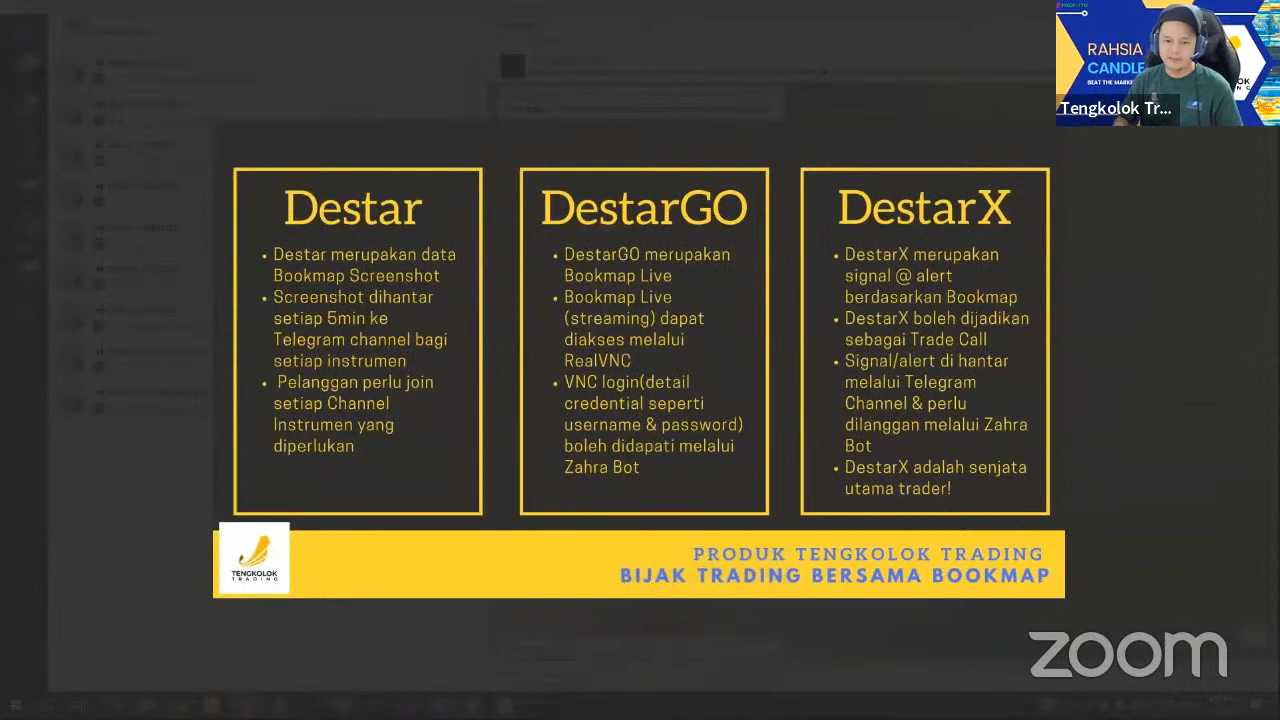 RAHSIA
CANDLE
BEAT THE MARKE
Tengkolok Tr...
Destar
• Destar merupakan data
Bookmap Screenshot
• Screenshot dihantar
setiap 5min ke
Telegram channel bagi
setiap instrumen
• Pelanggan perlu join
setiap Channel
Instrumen yang
diperlukan
DestarGO
• DestarGO merupakan
Bookmap Live
• Bookmap Live
(streaming) dapat
diakses melalui
RealVNC
• VNC login(detail
credential seperti
username & password)
boleh didapati melalui
Zahra Bot
DestarX
• DestarX merupakan
signal @ alert
berdasarkan Bookmap
• DestarX boleh dijadikan
sebagai Trade Call
• Signal/alert di hantar
melalui Telegram
Channel & perlu
dilanggan melalui Zahra
Bot
• DestarX adalah senjata
utama trader!
TENGKOLOK
TRADING
PRODUK TENGKOLOK TRADING
BIJAK TRADING BERSAMA BOOKMAP
zoom